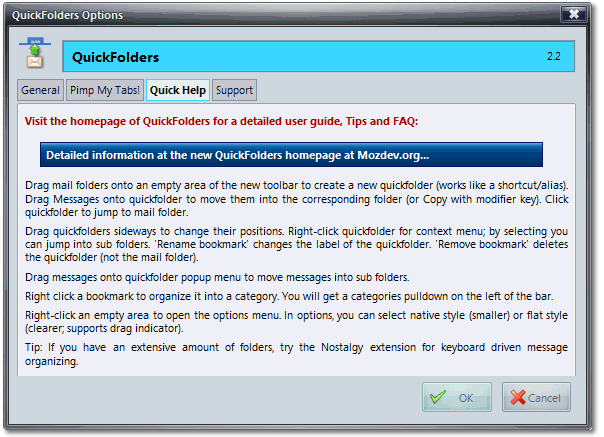 QuickFolders Options
QuickFolders 2.2
General Pimp My Tabs! Quick Help Support
Visit the homepage of QuickFolders for a detailed user guide, Tips and FAQ:
Detailed information at the new QuickFolders homepage at Mozdev.org...
Drag mail folders onto an empty area of the new toolbar to create a new quickfolder (works like a shortcut/alias).
Drag Messages onto quickfolder to move them into the corresponding folder (or Copy with modifier key). Click
quickfolder to jump to mail folder.
Drag quickfolders sideways to change their positions. Right-click quickfolder for context menu; by selecting you
can jump into sub folders. `Rename bookmark´ changes the label of the quickfolder. `Remove bookmark´ deletes
the quickfolder (not the mail folder).
Drag messages onto quickfolder popup menu to move messages into sub folders.
Right click a bookmark to organize it into a category. You will get a categories pulldown on the left of the bar.
Right-click an empty area to open the options menu. In options, you can select native style (smaller) or flat style
(clearer; supports drag indicator).
Tip: If you have an extensive amount of folders, try the Nostalgy extension for keyboard driven message
organizing.
OK Cancel